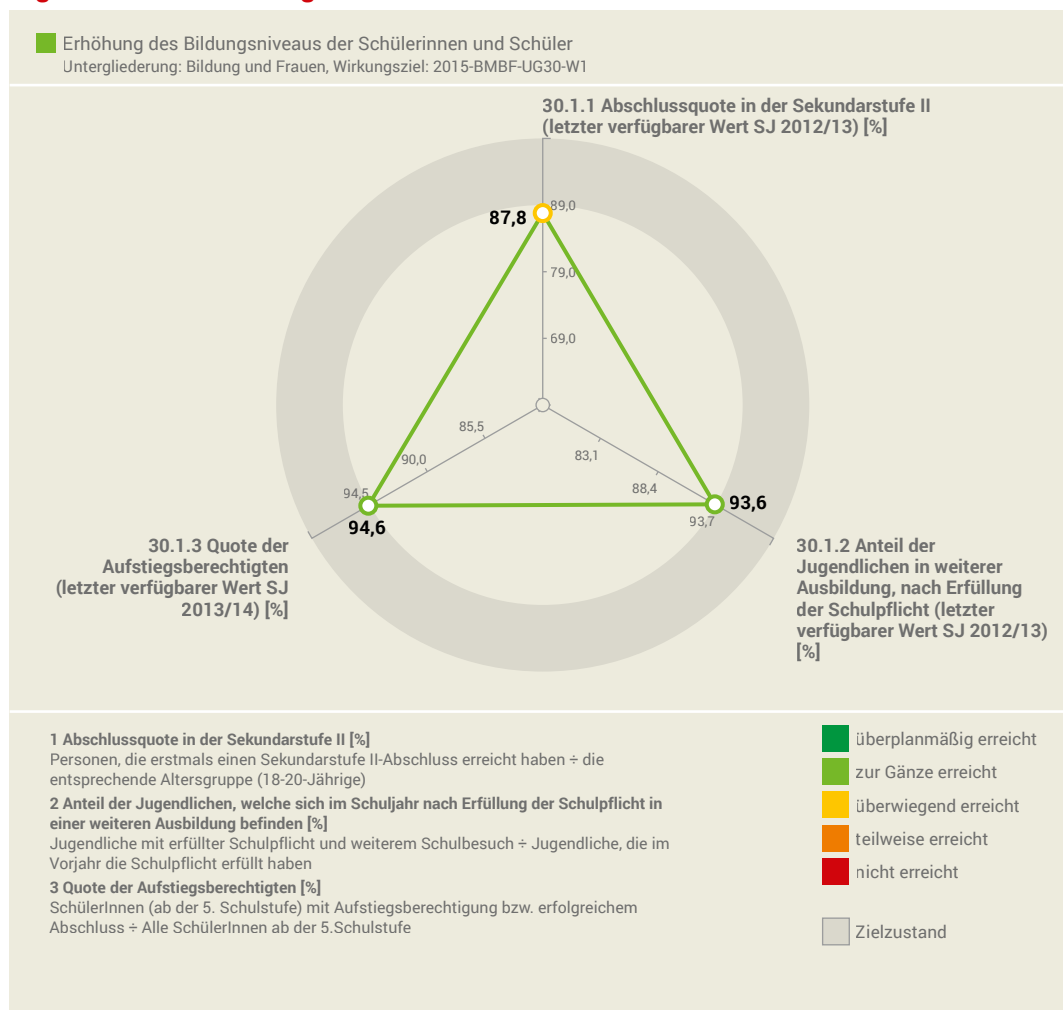 Erhöhung des Bildungsniveaus der Schülerinnen und Schüler
Untergliederung: Bildung und Frauen, Wirkungsziel: 2015-BMBF-UG30-W1
30.1.1 Abschlussquote in der Sekundarstufe II
(letzter verfügbarer Wert SJ 2012/13) [%]
89,0
87,8
79,0
69,0
85,5
83,1
90,0
88,4
94,5
93,6
93,7
94,6
30.1.3 Quote der
Aufstiegsberechtigten
(letzter verfügbarer Wert SJ
2013/14) [%]
30.1.2 Anteil der
Jugendlichen in weiterer
Ausbildung, nach Erfüllung
der Schulpflicht (letzter
verfügbarer Wert SJ 2012/13)
[%]
1 Abschlussquote in der Sekundarstufe II [%]
Personen, die erstmals einen Sekundarstufe II-Abschluss erreicht haben ÷ die
entsprechende Altersgruppe (18-20-Jährige)
2 Anteil der Jugendlichen, welche sich im Schuljahr nach Erfüllung der Schulpflicht in
einer weiteren Ausbildung befinden [%]
Jugendliche mit erfüllter Schulpflicht und weiterem Schulbesuch ÷ Jugendliche, die im
Vorjahr die Schulpflicht erfüllt haben
3 Quote der Aufstiegsberechtigten [%]
SchülerInnen (ab der 5. Schulstufe) mit Aufstiegsberechtigung bzw. erfolgreichem
Abschluss ÷ Alle SchülerInnen ab der 5.Schulstufe
überplanmäßig erreicht
zur Gänze erreicht
überwiegend erreicht
teilweise erreicht
nicht erreicht
Zielzustand